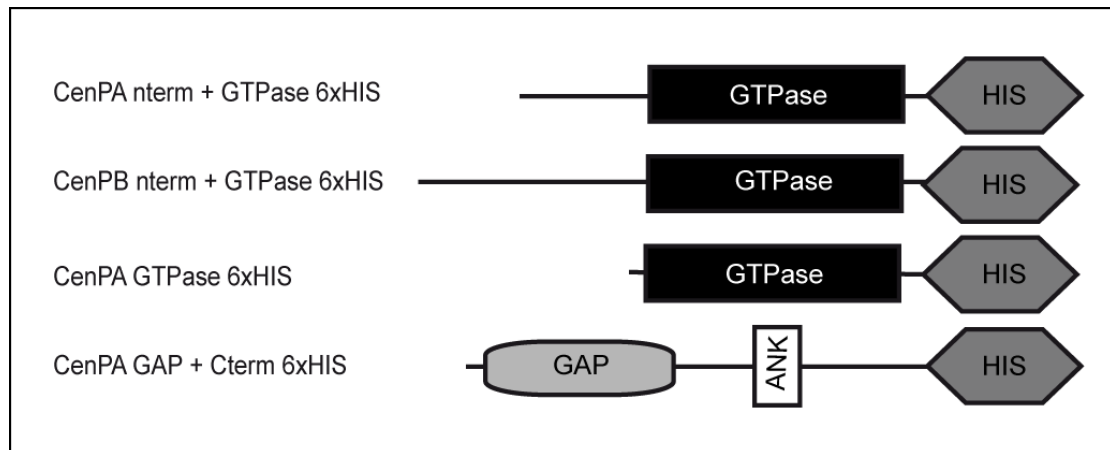 CenPA nterm + GTPase 6xHIS GTPase HIS
CenPB nterm + GTPase 6xHIS GTPase HIS
CenPA GTPase 6xHIS GTPase HIS
CenPA GAP + Cterm 6xHIS GAP ANK HIS